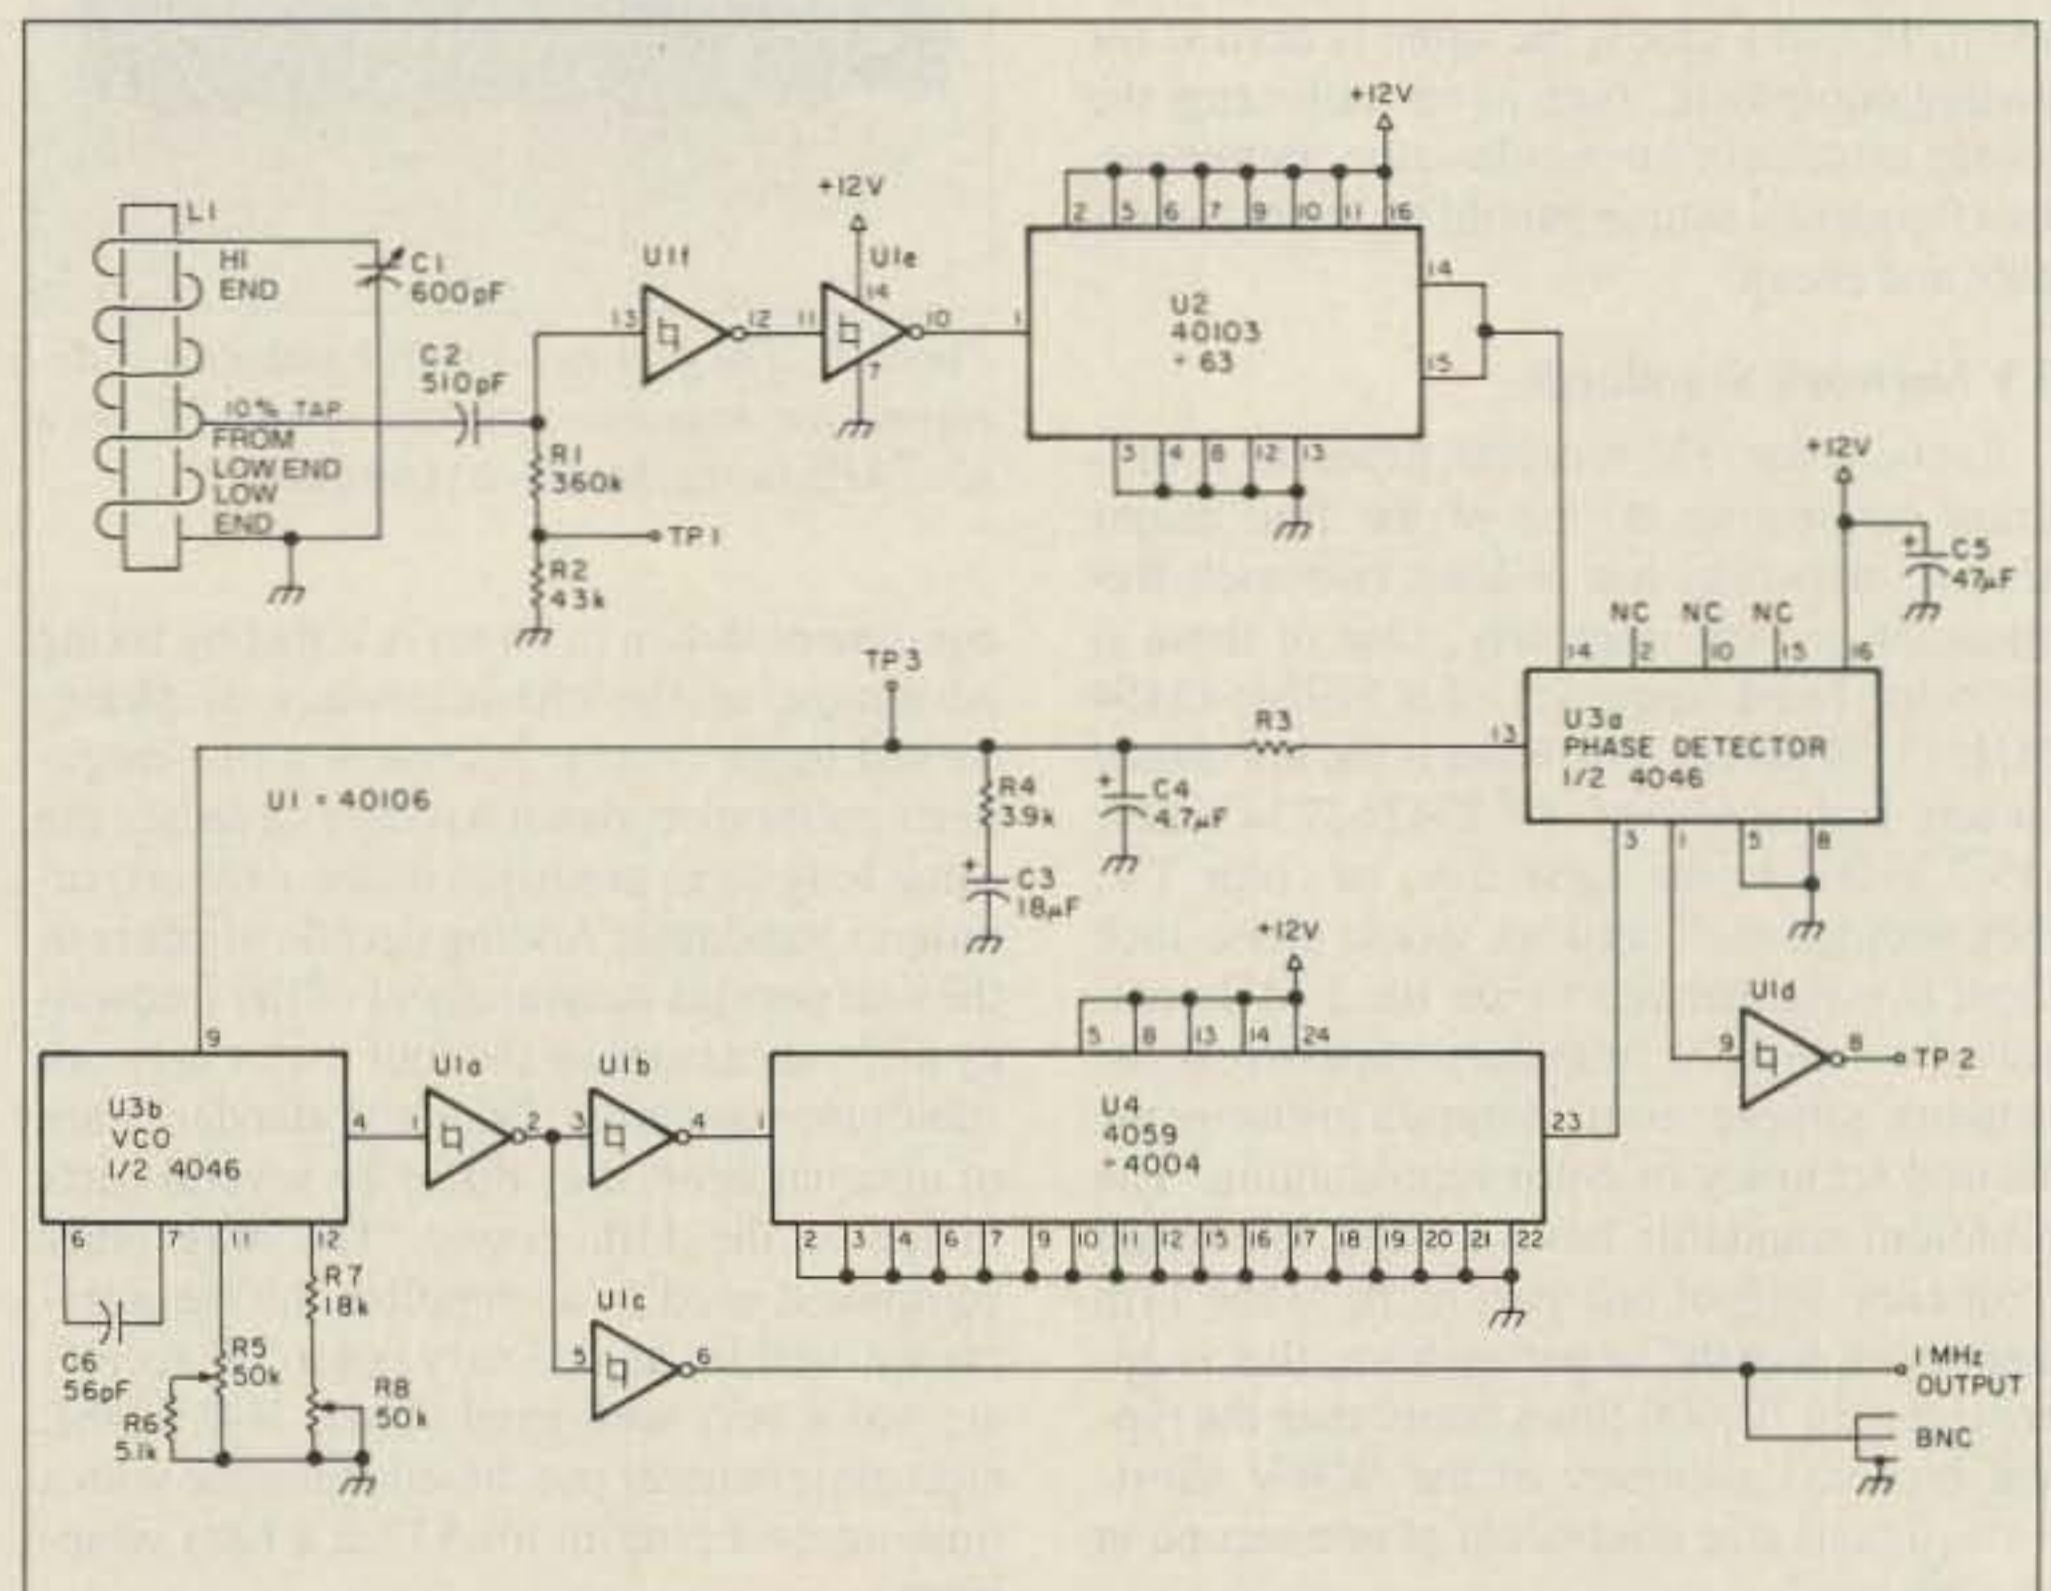 +12V
L1
HI
END
C1
600pF
10% TAP
FROM
LOW END
LOW
END
C2
510pF
R1
360k
TP1
R2
43k
U1f
13
12
+12V
U1e
14
11
10
7
2 5 6 7 9 10 11 16
1
U2
40103
÷ 63
14
15
3 4 8 12 13
+12V
C5
47µF
+
NC NC NC
14 2 10 15 16
U3a
PHASE DETECTOR
1/2 4046
13
3 1 5 8
TP3
R3
U1 = 40106
R4
3.9k
+
C3
18µF
+
C4
4.7µF
U1d
9
8
TP2
+12V
5 8 13 14 24
9
U3b
VCO
1/2 4046
4
U1a
1
2
U1b
3
4
1
U4
4059
÷4004
23
2 3 4 6 7 9 10 11 12 15 16 17 18 19 20 21 22
6 7 11 12
C6
56pF
R7
18k
R5
50k
R8
50k
R6
5.1k
U1c
5
6
1 MHz
OUTPUT
BNC